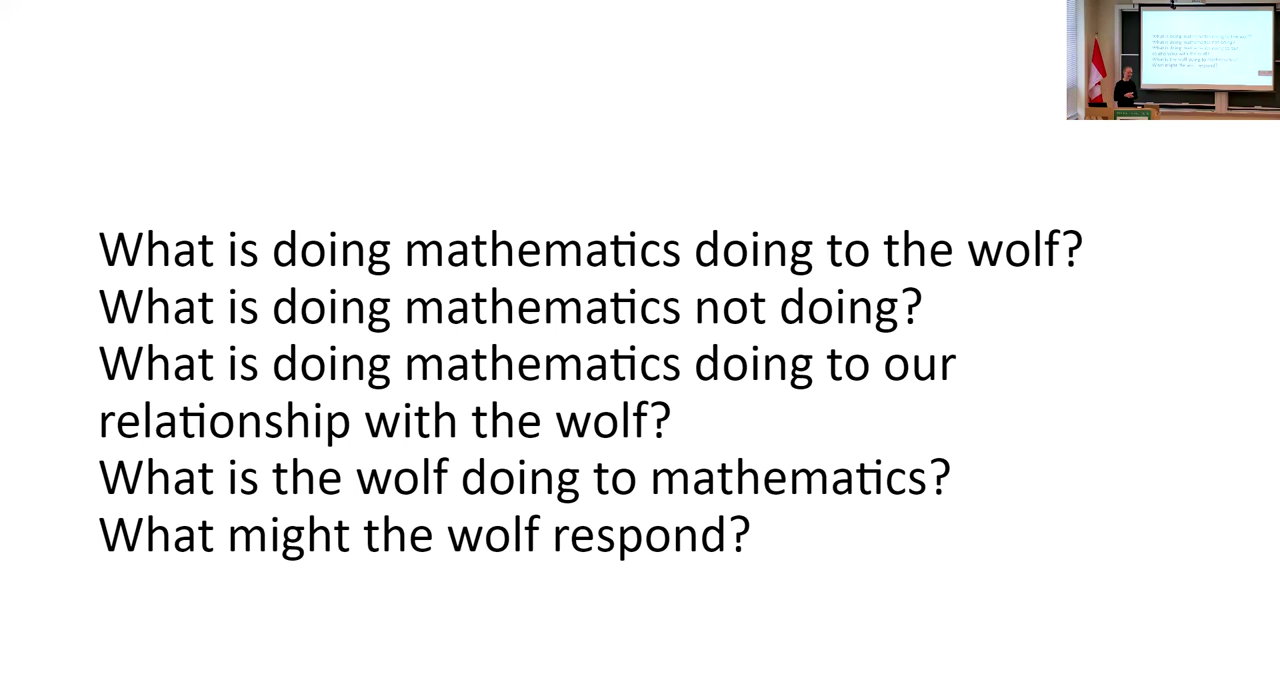 What is doing mathematics doing to the wolf?
What is doing mathematics not doing?
What is doing mathematics doing to our
relationship with the wolf?
What is the wolf doing to mathematics?
What might the wolf respond?